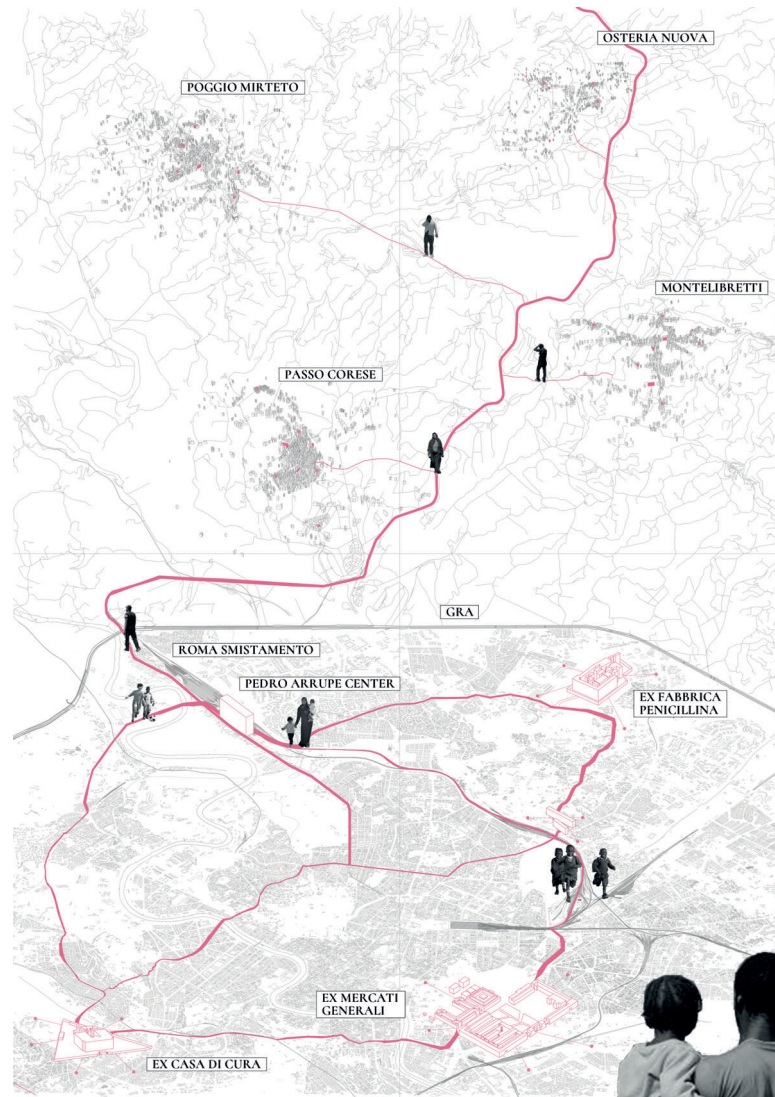 OSTERIA NUOVA
POGGIO MIRTETO
MONTELIBRETTI
PASSO CORESE
GRA
ROMA SMISTAMENTO
PEDRO ARRUPE CENTER
EX FABBRICA
PENICILLINA
EX MERCATI
GENERALI
EX CASA DI CURA